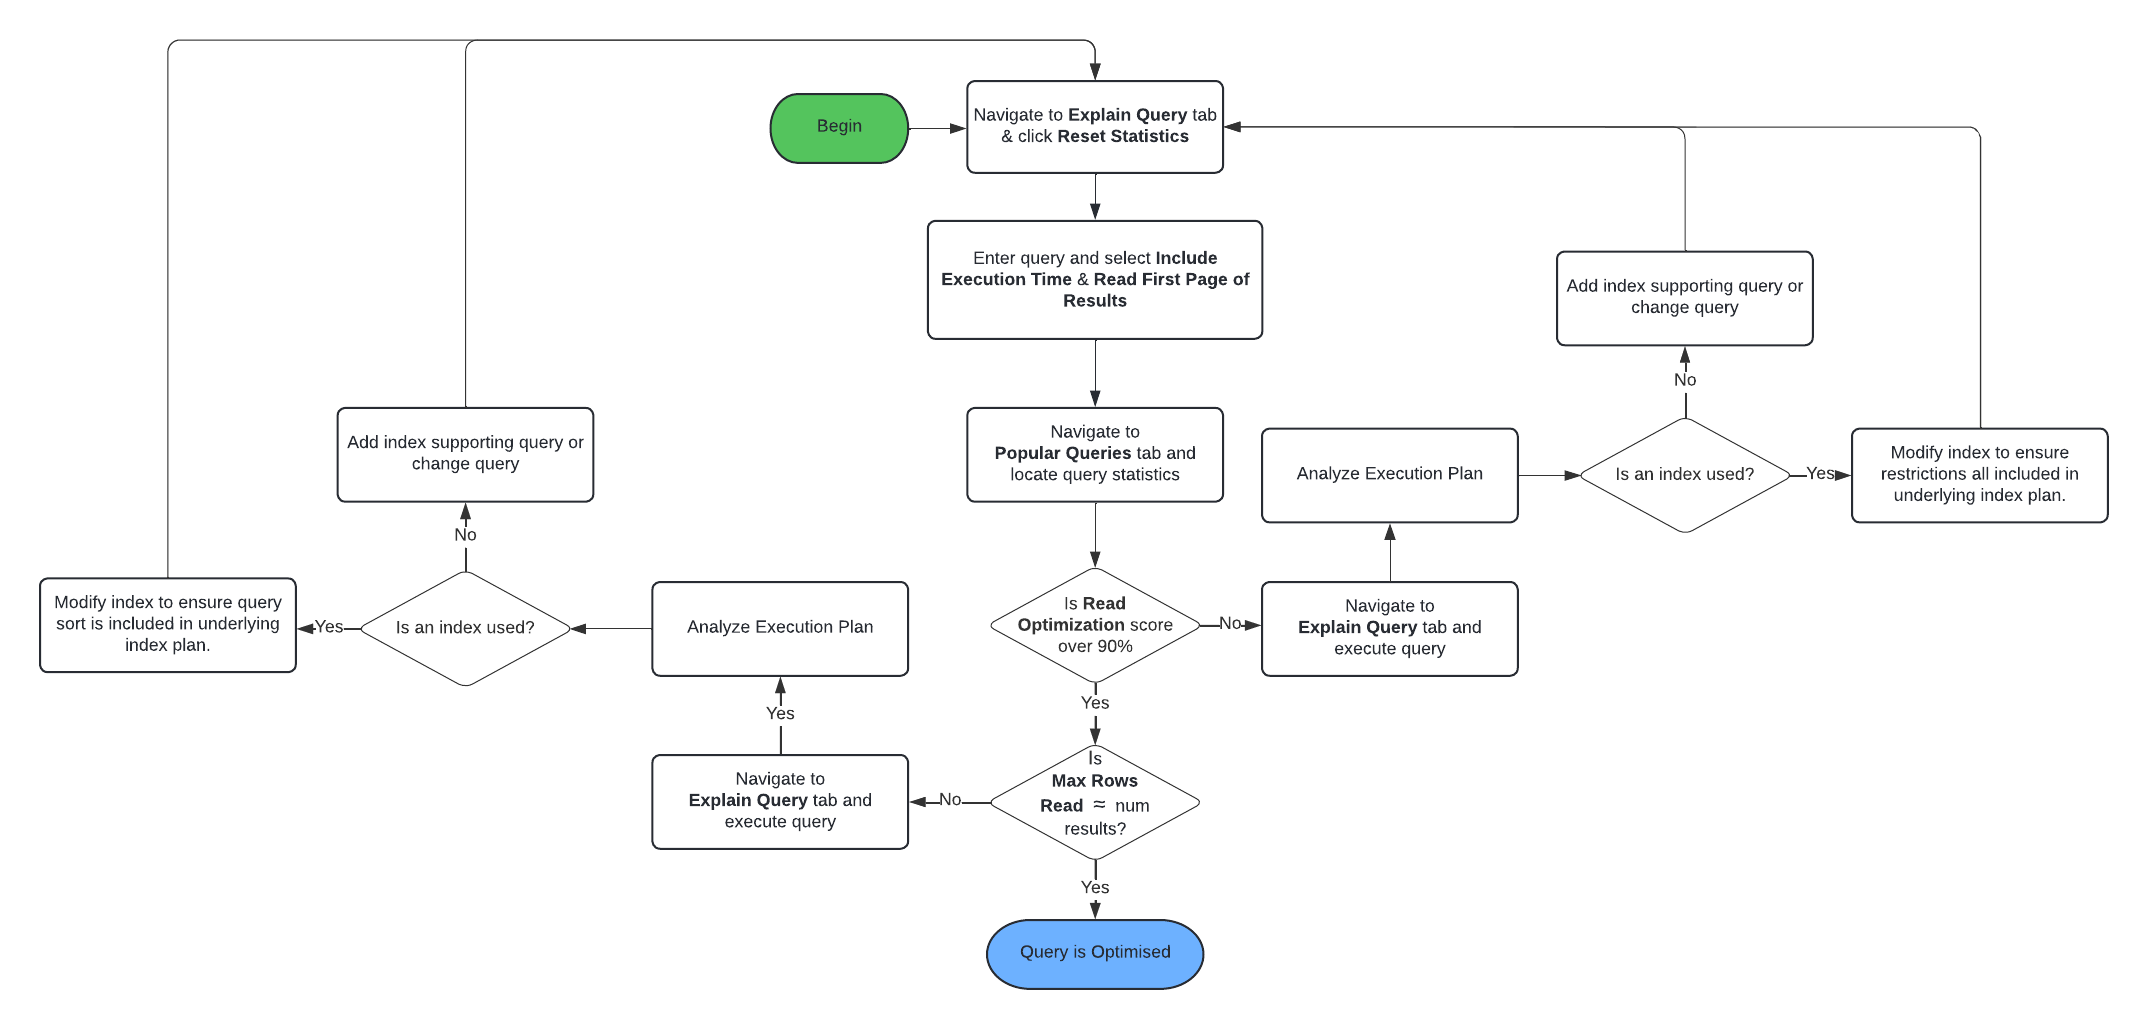 Begin
Navigate to Explain Query tab
& click Reset Statistics
Enter query and select Include
Execution Time & Read First Page of
Results
Navigate to
Popular Queries tab and
locate query statistics
Is Read
Optimization score
over 90%
No
Navigate to
Explain Query tab and
execute query
Analyze Execution Plan
Is an index used?
No
Add index supporting query or
change query
Yes
Modify index to ensure
restrictions all included in
underlying index plan.
Yes
Is
Max Rows
Read ≈ num
results?
No
Navigate to
Explain Query tab and
execute query
Yes
Analyze Execution Plan
Is an index used?
No
Add index supporting query or
change query
Yes
Modify index to ensure query
sort is included in underlying
index plan.
Yes
Query is Optimised